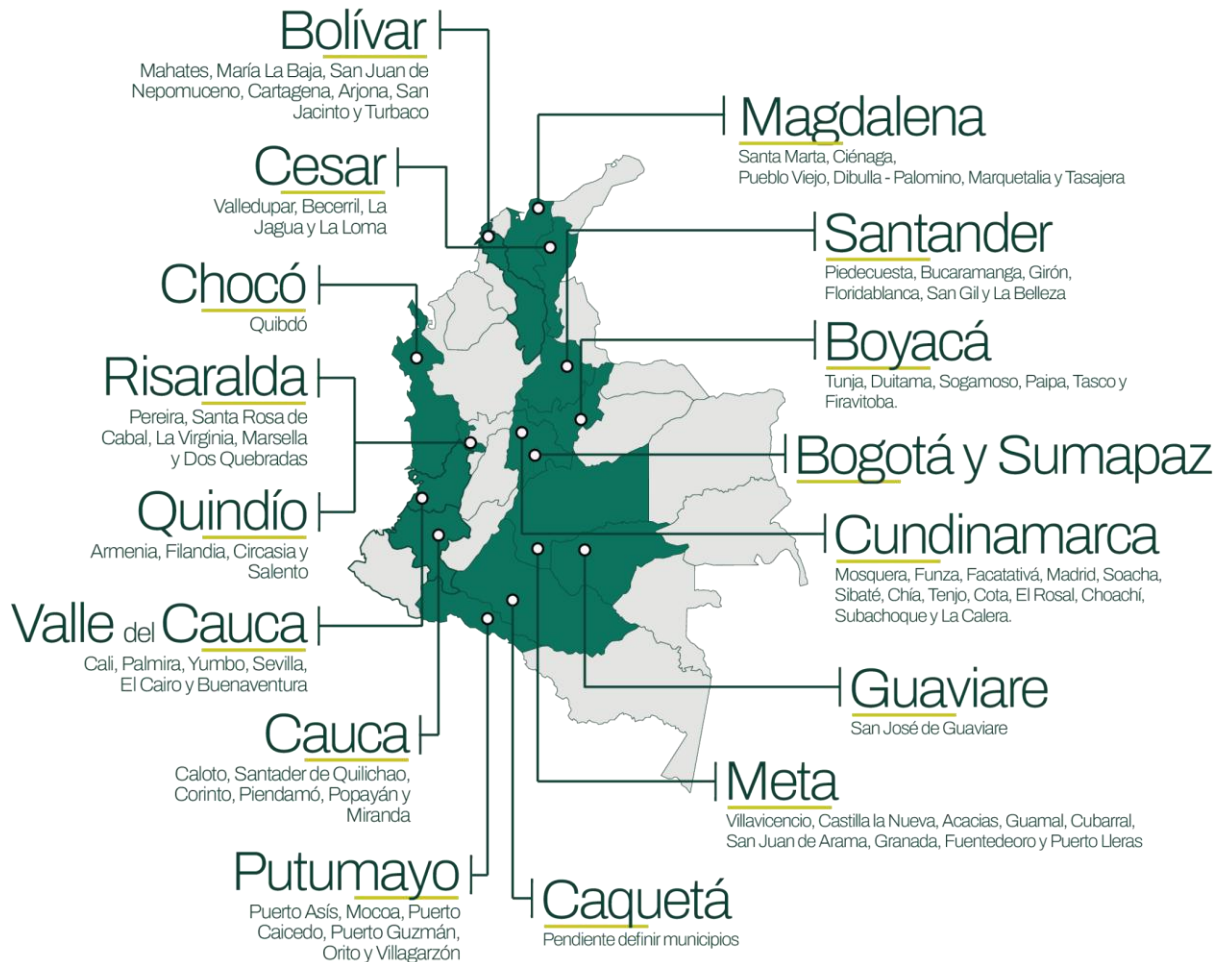 Bolívar
Mahates, María La Baja, San Juan de
Nepomuceno, Cartagena, Arjona, San
Jacinto y Turbaco
Cesar
Valledupar, Becerril, La
Jagua y La Loma
Chocó
Quibdó
Risaralda
Pereira, Santa Rosa de
Cabal, La Virginia, Marsella
y Dos Quebradas
Quindío
Armenia, Filandia, Circasia y
Salento
Valle del Cauca
Cali, Palmira, Yumbo, Sevilla,
El Cairo y Buenaventura
Cauca
Caloto, Santader de Quilichao,
Corinto, Piendamó, Popayán y
Miranda
Putumayo
Puerto Asís, Mocoa, Puerto
Caicedo, Puerto Guzmán,
Orito y Villagarzón
Magdalena
Santa Marta, Ciénaga,
Pueblo Viejo, Dibulla - Palomino, Marquetalia y Tasajera
Santander
Piedecuesta, Bucaramanga, Girón,
Floridablanca, San Gil y La Belleza
Boyacá
Tunja, Duitama, Sogamoso, Paipa, Tasco y
Firavitoba.
Bogotá y Sumapaz
Cundinamarca
Mosquera, Funza, Facatativá, Madrid, Soacha,
Sibaté, Chía, Tenjo, Cota, El Rosal, Choachí,
Subachoque y La Calera.
Guaviare
San José de Guaviare
Meta
Villavicencio, Castilla la Nueva, Acacias, Guamal, Cubarral,
San Juan de Arama, Granada, Fuentedeoro y Puerto Lleras
Caquetá
Pendiente definir municipios